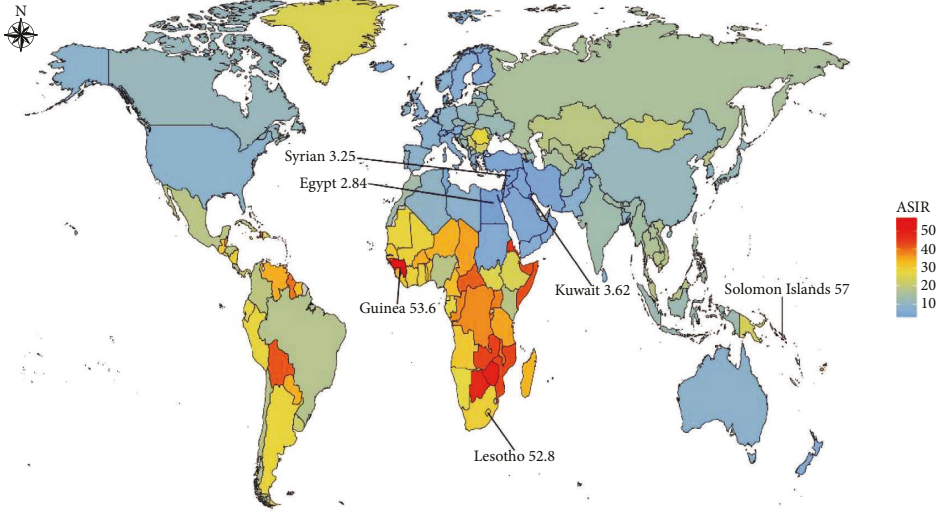 N
Syrian 3.25
Egypt 2.84
Guinea 53.6
Kuwait 3.62
Solomon Islands 57
Lesotho 52.8
ASIR
50
40
30
20
10